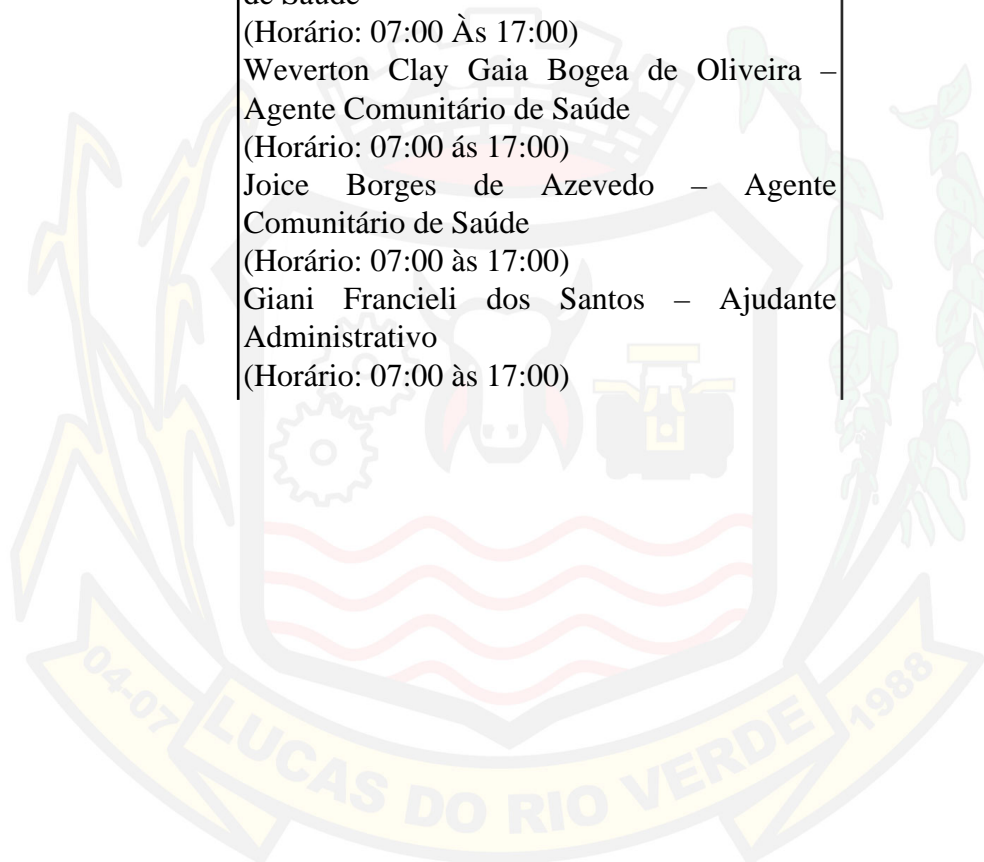 de Saúde
(Horário: 07:00 Às 17:00)
Weverton Clay Gaia Bogea de Oliveira –
Agente Comunitário de Saúde
(Horário: 07:00 ás 17:00)
Joice Borges de Azevedo – Agente
Comunitário de Saúde
(Horário: 07:00 às 17:00)
Giani Francieli dos Santos – Ajudante
Administrativo
(Horário: 07:00 às 17:00)
04-07
LUCAS DO RIO VERDE
1988